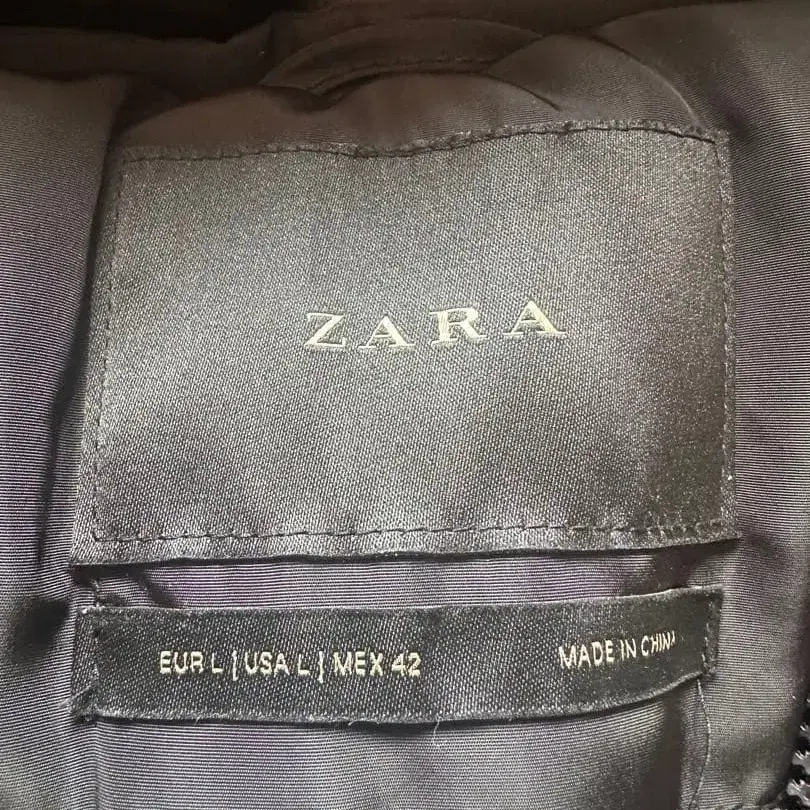 ZARA
EUR L [ USA L ] MEX 42 MADE IN CHINA